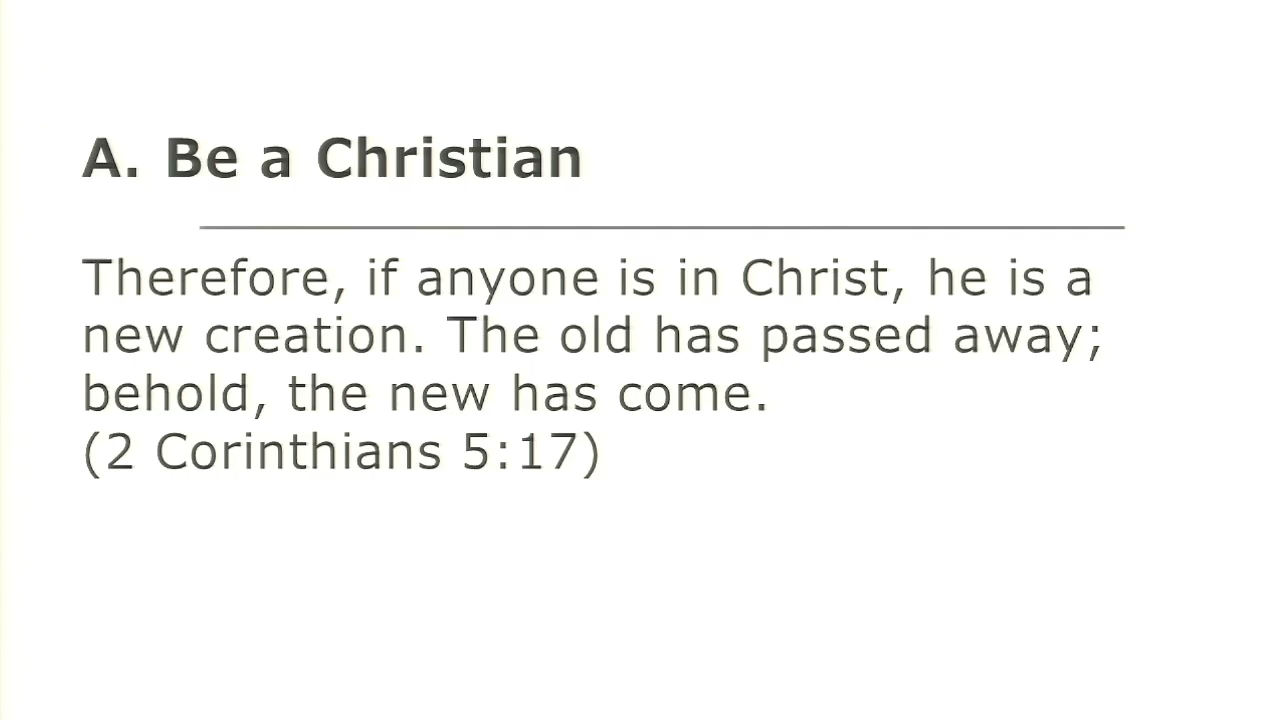 A. Be a Christian
Therefore, if anyone is in Christ, he is a
new creation. The old has passed away;
behold, the new has come.
(2 Corinthians 5:17)